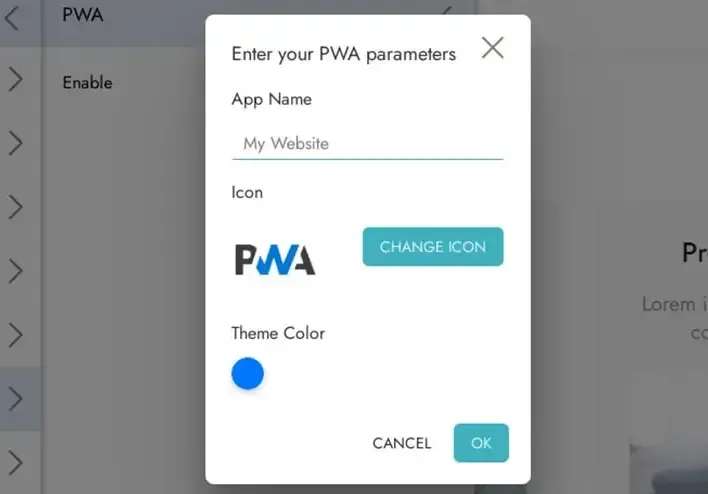 PWA
Enable
Enter your PWA parameters
App Name
My Website
Icon
PWA
CHANGE ICON
Theme Color
CANCEL
OK
Pr
Lorem i
co